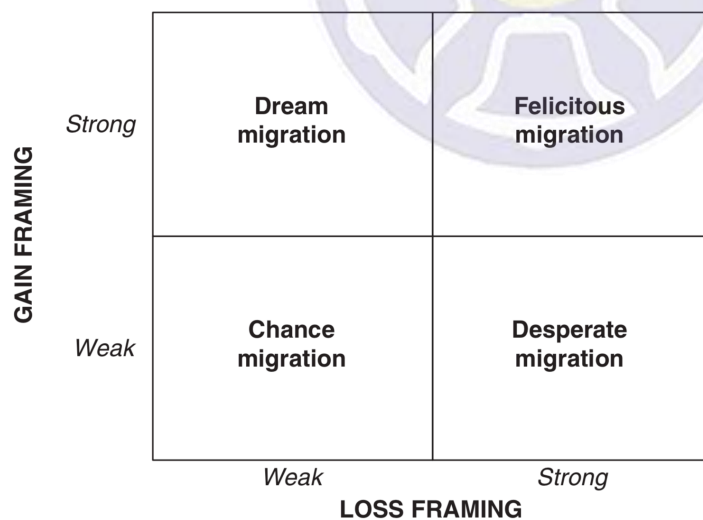 GAIN FRAMING
Strong
Dream
migration
Felicitous
migration
Weak
Chance
migration
Desperate
migration
Weak
Strong
LOSS FRAMING